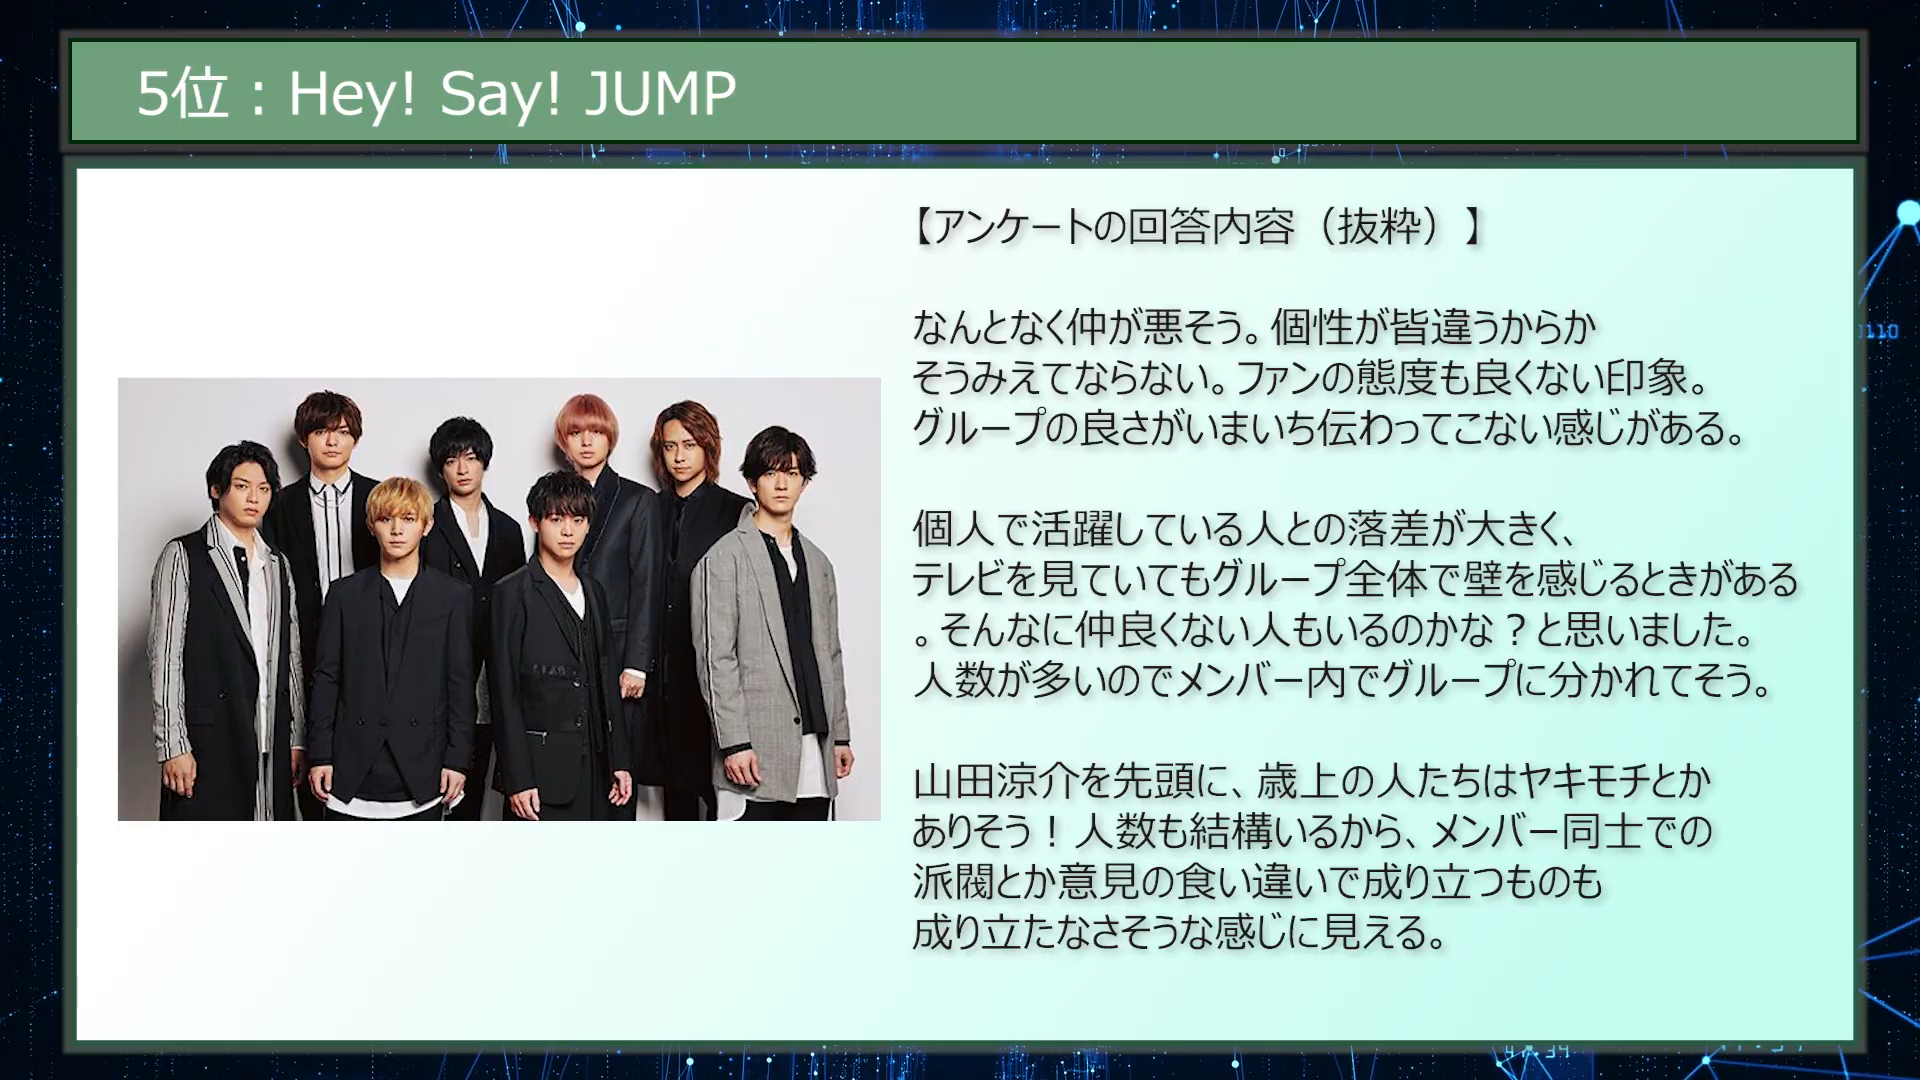 5位：Hey! Say! JUMP
【アンケートの回答内容（抜粋）】
なんとなく仲が悪そう。個性が皆違うからか
そうみえてならない。ファンの態度も良くない印象。
グループの良さがいまいち伝わってこない感じがある。
個人で活躍している人との落差が大きく、
テレビを見ていてもグループ全体で壁を感じるときがある
。そんなに仲良くない人もいるのかな？と思いました。
人数が多いのでメンバー内でグループに分かれてそう。
山田涼介を先頭に、歳上の人たちはヤキモチとか
ありそう！人数も結構いるから、メンバー同士での
派閥とか意見の食い違いで成り立つものも
成り立たなさそうな感じに見える。